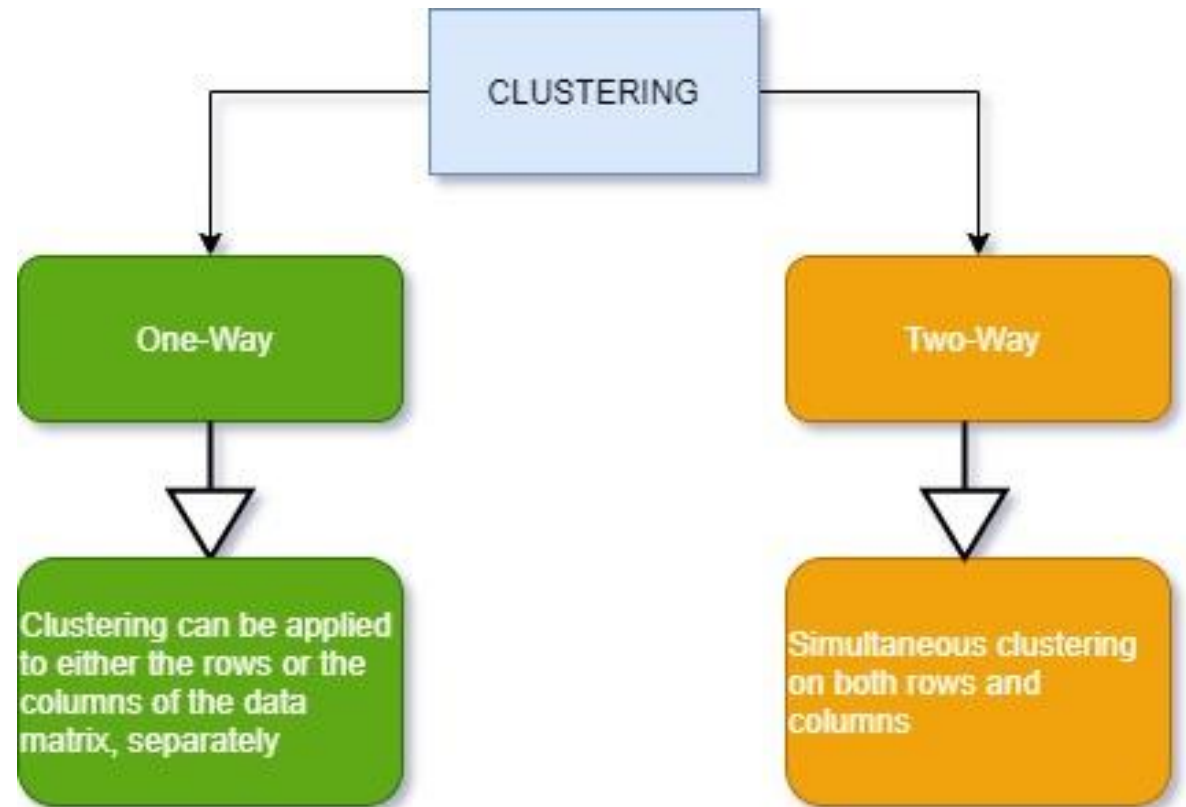 CLUSTERING
One-Way
Two-Way
Clustering can be applied
to either the rows or the
columns of the data
matrix, separately
Simultaneous clustering
on both rows and
columns